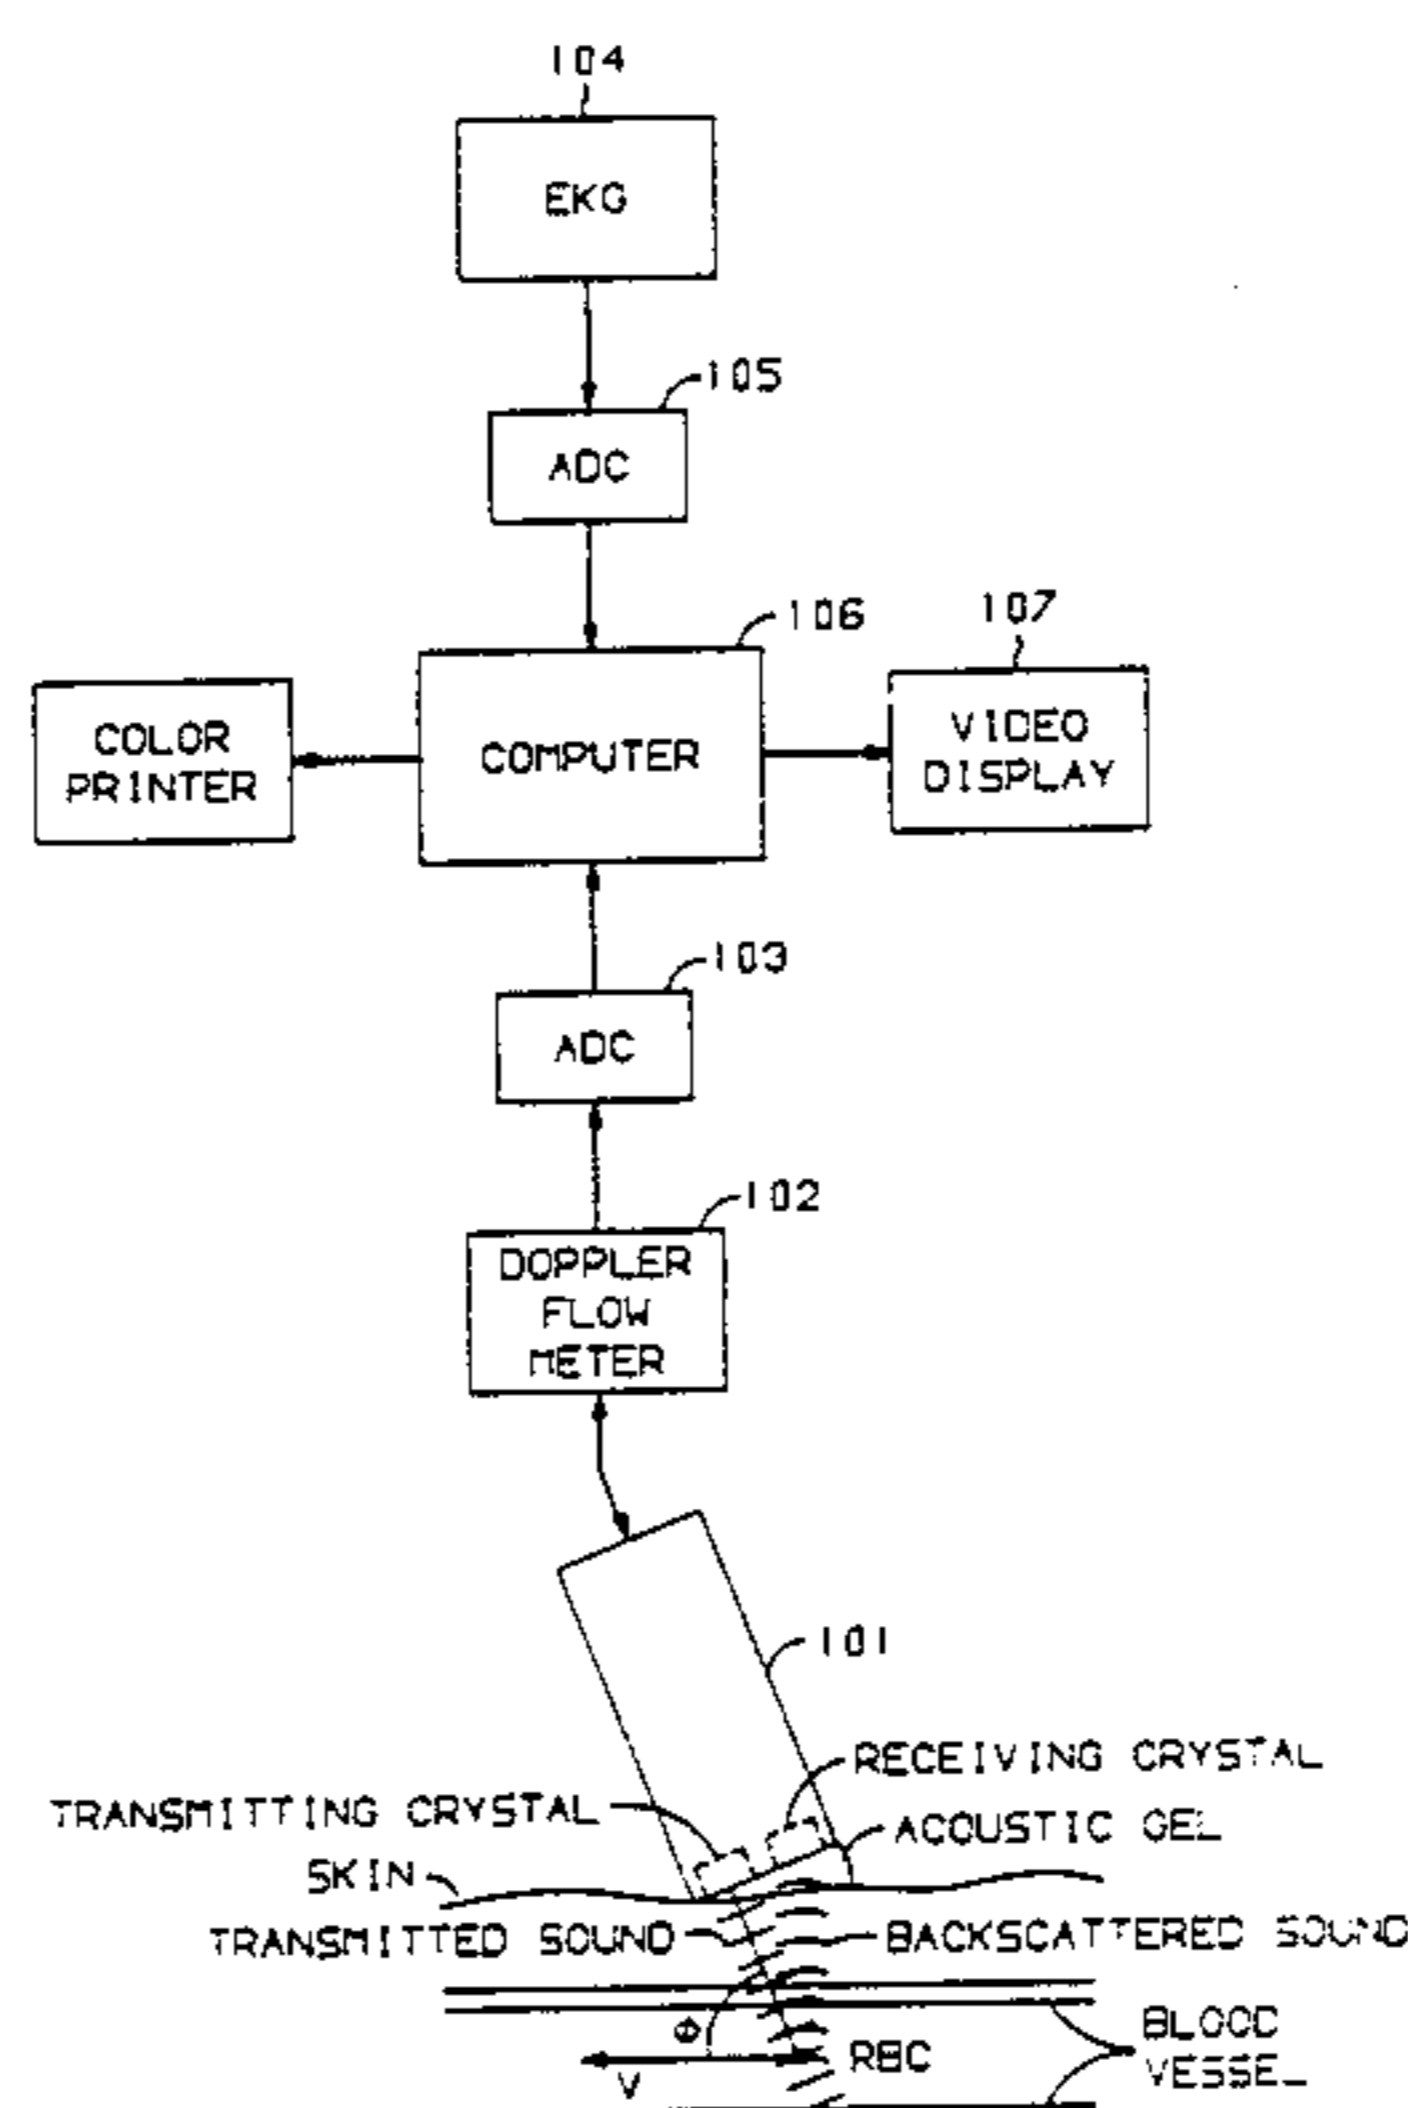 104
EKG
105
ADC
106
107
COLOR
PRINTER
COMPUTER
VIDEO
DISPLAY
103
ADC
102
DOPPLER
FLOW
METER
101
RECEIVING CRYSTAL
TRANSMITTING CRYSTAL
ACOUSTIC GEL
SKIN
TRANSMITTED SOUND
BACKSCATTERED SOUND
BLOOD
VESSEL
θ
RBC
V